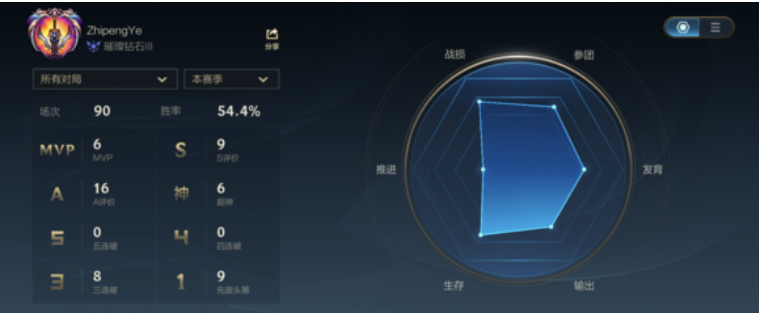 ZhipengYe
璀璨钻石III
分享
所有对局
本赛季
场次 90
胜率 54.4%
MVP 6 MVP
S 9 S评价
A 16 A评价
神 6 超神
5 0 五连破
4 0 四连破
3 8 三连破
1 9 先拔头筹
战损
参团
推进
发育
生存
输出